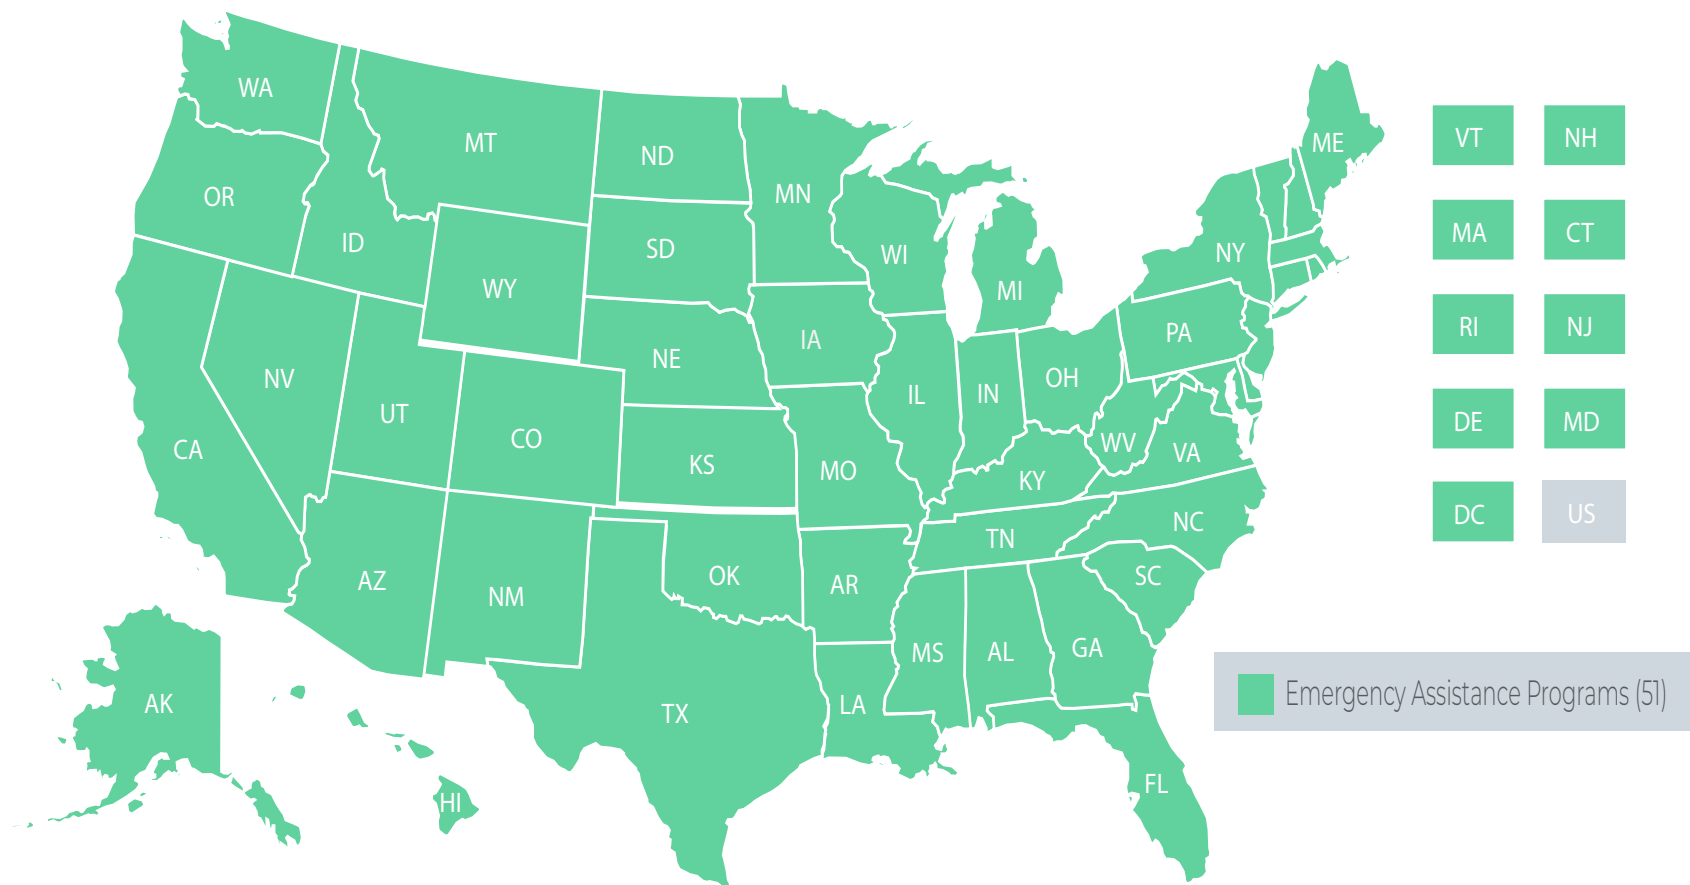 WA
MT
ND
MN
ME
VT
NH
OR
ID
SD
WI
MI
NY
MA
CT
WY
IA
PA
RI
NJ
NV
UT
NE
IL
IN
OH
DE
MD
CA
CO
KS
MO
KY
WV
VA
DC
US
AZ
NM
OK
AR
TN
NC
SC
AK
TX
LA
MS
AL
GA
Emergency Assistance Programs (51)
HI
FL